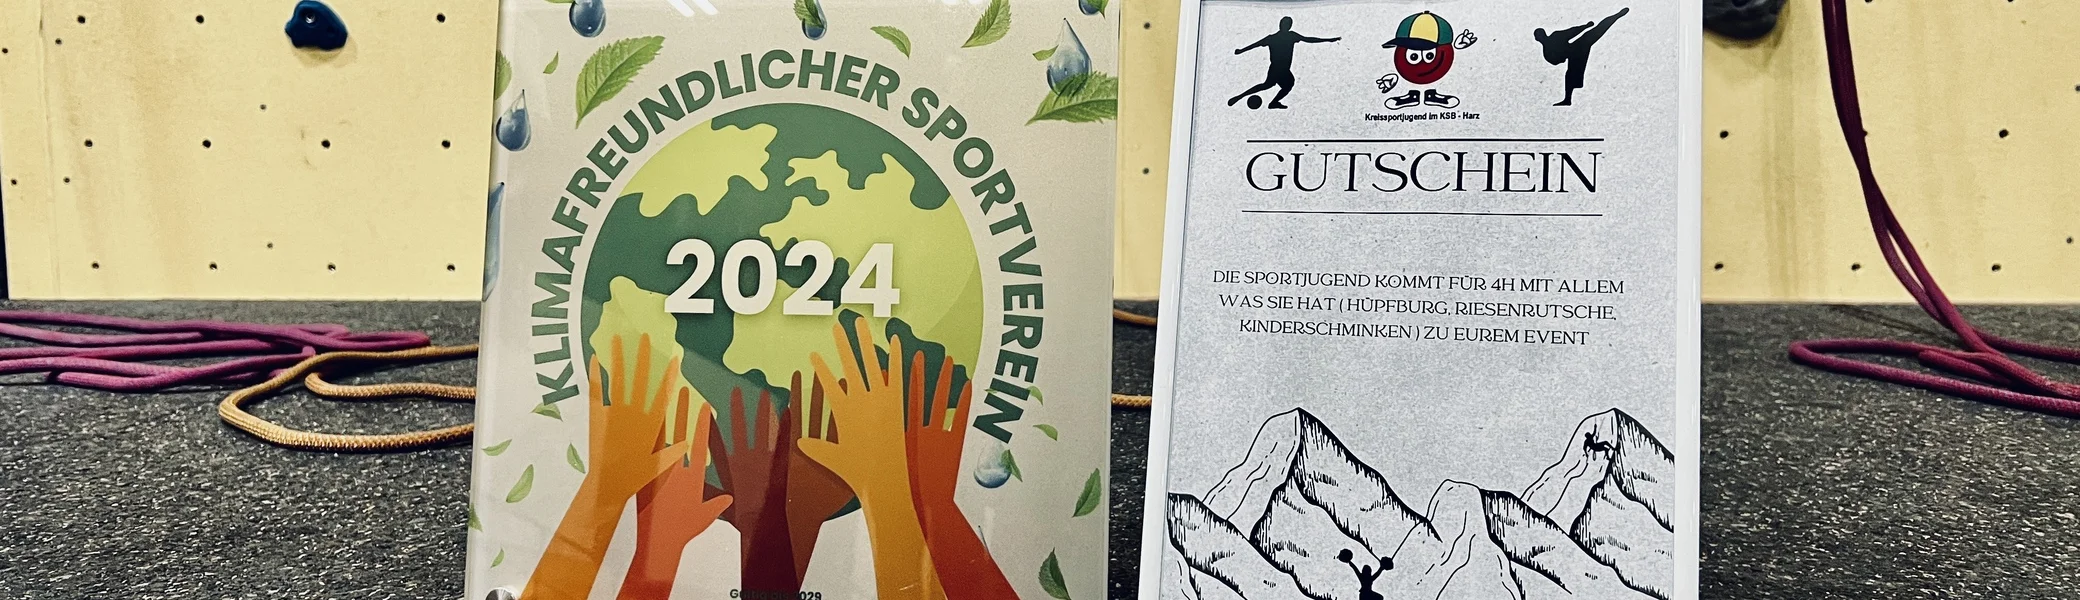 KLIMAFREUNDLICHER SPORTVEREIN
2024
Kreissportjugend im KSB - Harz
GUTSCHEIN
DIE SPORTJUGEND KOMMT FÜR 4H MIT ALLEM
WAS SIE HAT ( HÜPFBURG, RIESENRUTSCHE,
KINDERSCHMINKEN ) ZU EUREM EVENT